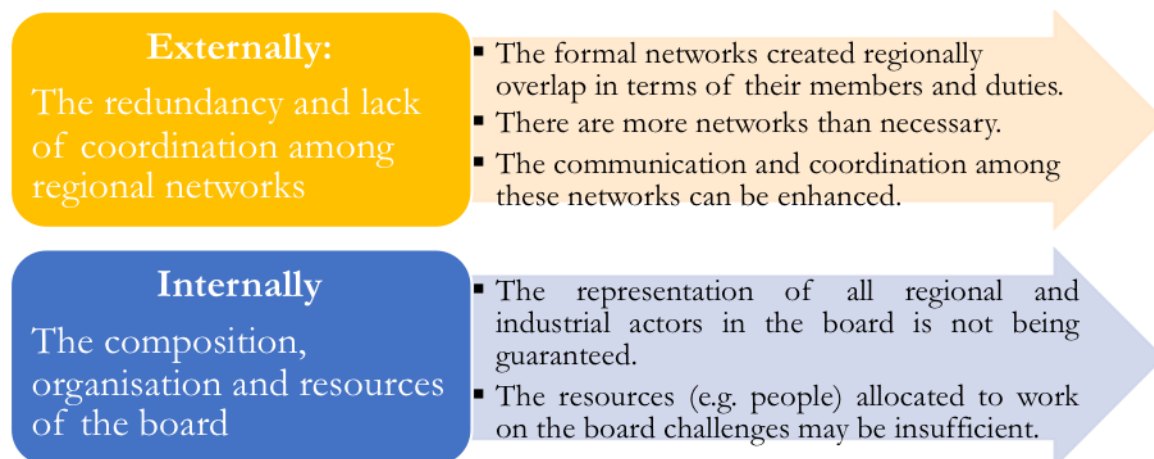 Externally:
The redundancy and lack
of coordination among
regional networks
▪ The formal networks created regionally
overlap in terms of their members and duties.
▪ There are more networks than necessary.
▪ The communication and coordination among
these networks can be enhanced.
Internally
The composition,
organisation and resources
of the board
▪ The representation of all regional and
industrial actors in the board is not being
guaranteed.
▪ The resources (e.g. people) allocated to work
on the board challenges may be insufficient.